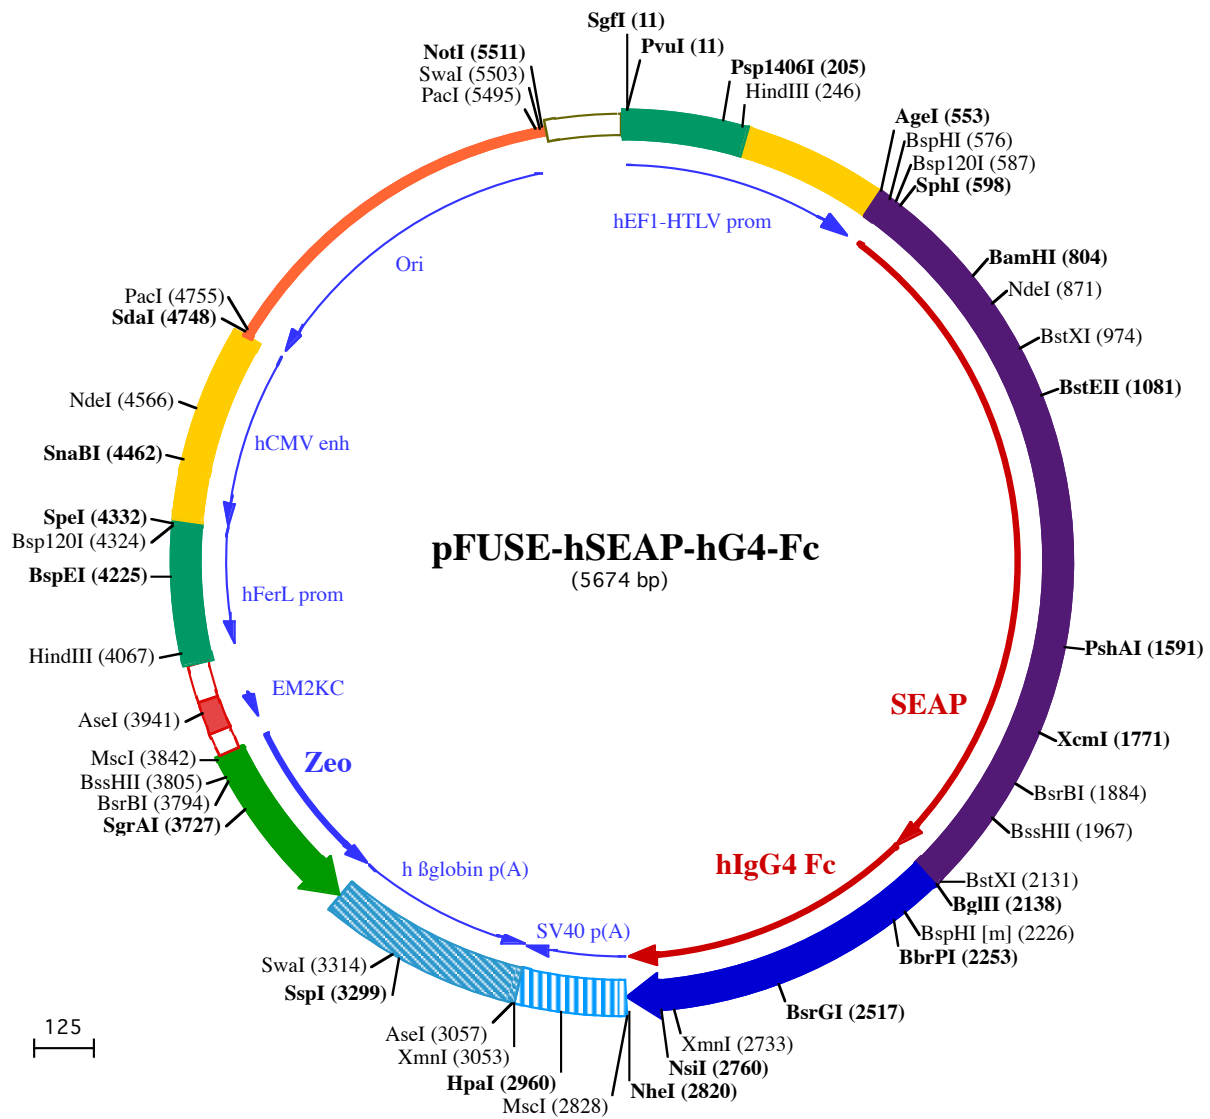 SgfI (11)
PvuI (11)
Psp1406I (205)
HindIII (246)
AgeI (553)
BspHI (576)
Bsp120I (587)
SphI (598)
BamHI (804)
NdeI (871)
BstXI (974)
BstEII (1081)
PshAI (1591)
XcmI (1771)
BsrBI (1884)
BssHII (1967)
BstXI (2131)
BglII (2138)
BspHI [m] (2226)
BbrPI (2253)
BsrGI (2517)
XmnI (2733)
NsiI (2760)
NheI (2820)
MscI (2828)
HpaI (2960)
XmnI (3053)
AseI (3057)
SspI (3299)
SwaI (3314)
SgrAI (3727)
BsrBI (3794)
BssHII (3805)
MscI (3842)
AseI (3941)
HindIII (4067)
BspEI (4225)
Bsp120I (4324)
SpeI (4332)
SnaBI (4462)
NdeI (4566)
SdaI (4748)
PacI (4755)
PacI (5495)
SwaI (5503)
NotI (5511)
hEF1-HTLV prom
SEAP
hIgG4 Fc
SV40 p(A)
h ßglobin p(A)
Zeo
EM2KC
hFerL prom
hCMV enh
Ori
pFUSE-hSEAP-hG4-Fc
(5674 bp)
125